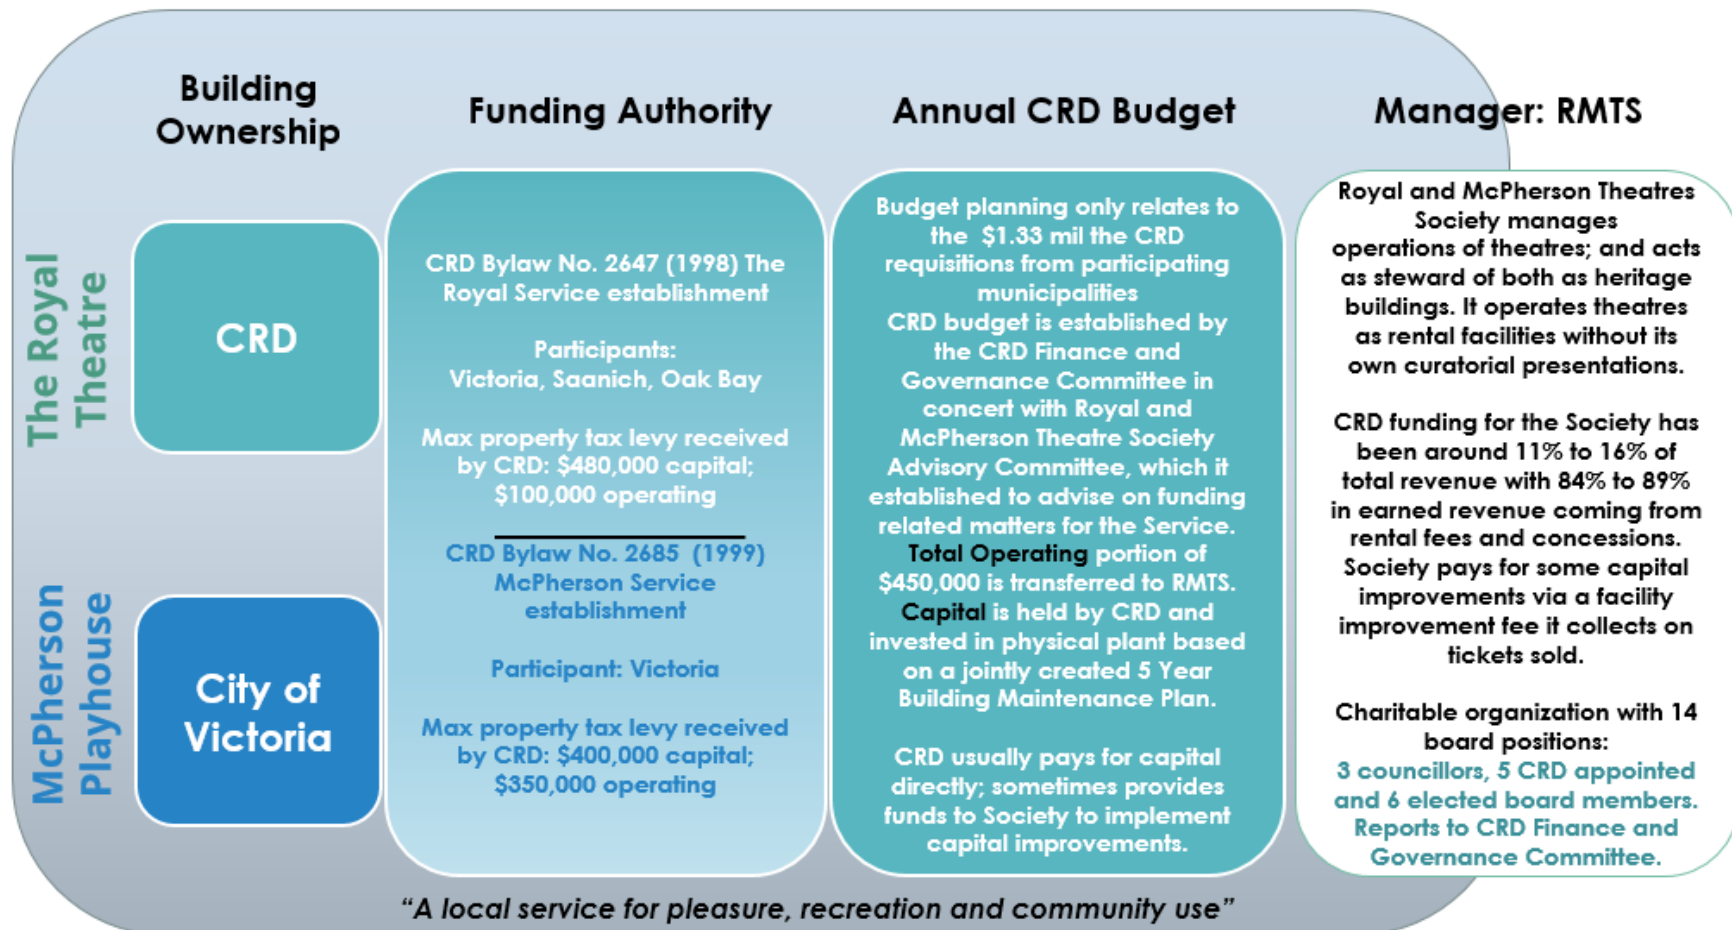 Building
Ownership
Funding Authority
Annual CRD Budget
Manager: RMTS
The Royal
Theatre
CRD
McPherson
Playhouse
City of
Victoria
CRD Bylaw No. 2647 (1998) The
Royal Service establishment
Participants:
Victoria, Saanich, Oak Bay
Max property tax levy received
by CRD: $480,000 capital;
$100,000 operating
CRD Bylaw No. 2685 (1999)
McPherson Service
establishment
Participant: Victoria
Max property tax levy received
by CRD: $400,000 capital;
$350,000 operating
Budget planning only relates to
the $1.33 mil the CRD
requisitions from participating
municipalities
CRD budget is established by
the CRD Finance and
Governance Committee in
concert with Royal and
McPherson Theatre Society
Advisory Committee, which it
established to advise on funding
related matters for the Service.
Total Operating portion of
$450,000 is transferred to RMTS.
Capital is held by CRD and
invested in physical plant based
on a jointly created 5 Year
Building Maintenance Plan.
CRD usually pays for capital
directly; sometimes provides
funds to Society to implement
capital improvements.
Royal and McPherson Theatres
Society manages
operations of theatres; and acts
as steward of both as heritage
buildings. It operates theatres
as rental facilities without its
own curatorial presentations.
CRD funding for the Society has
been around 11% to 16% of
total revenue with 84% to 89%
in earned revenue coming from
rental fees and concessions.
Society pays for some capital
improvements via a facility
improvement fee it collects on
tickets sold.
Charitable organization with 14
board positions:
3 councillors, 5 CRD appointed
and 6 elected board members.
Reports to CRD Finance and
Governance Committee.
“A local service for pleasure, recreation and community use”